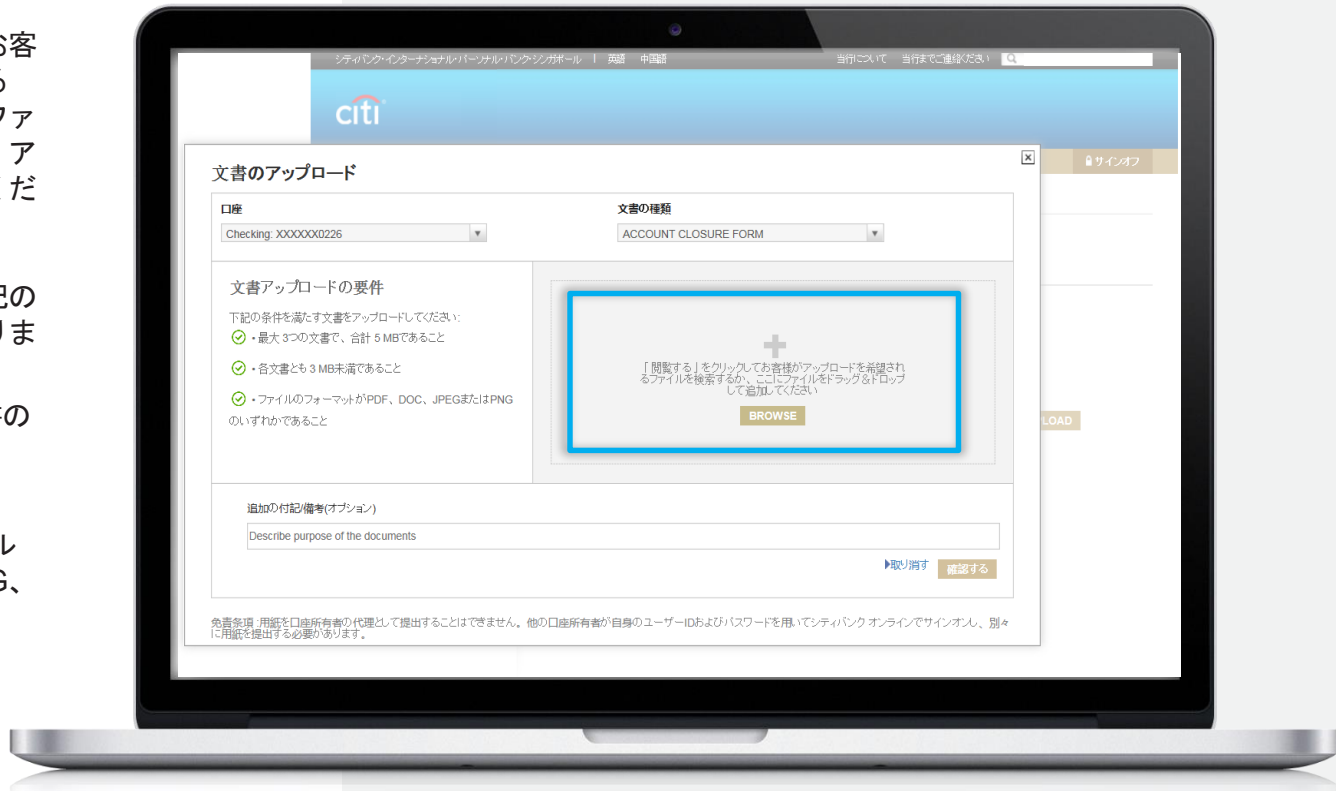 お客
る
ファ
ア
くだ
記の
りま
書の
ル
G、
シティバンク・インターナショナル・パーソナル・バンク・シンガポール | 英語 中国語 当行について 当行までご連絡ください
citi
サインオフ
文書のアップロード
口座 文書の種類
Checking: XXXXXX0226 ACCOUNT CLOSURE FORM
文書アップロードの要件
下記の条件を満たす文書をアップロードしてください:
・最大 3つの文書で、合計 5 MBであること
・各文書とも 3 MB未満であること
・ファイルのフォーマットがPDF、DOC、JPEGまたはPNG
のいずれかであること
「閲覧する」をクリックしてお客様がアップロードを希望され
るファイルを検索するか、ここにファイルをドラッグ&ドロップ
して追加してください
BROWSE
LOAD
追加の付記/備考(オプション)
Describe purpose of the documents
取り消す 確認する
免責条項 :用紙を口座所有者の代理として提出することはできません。他の口座所有者が自身のユーザーIDおよびパスワードを用いてシティバンク オンラインでサインオンし、別々
に用紙を提出する必要があります。